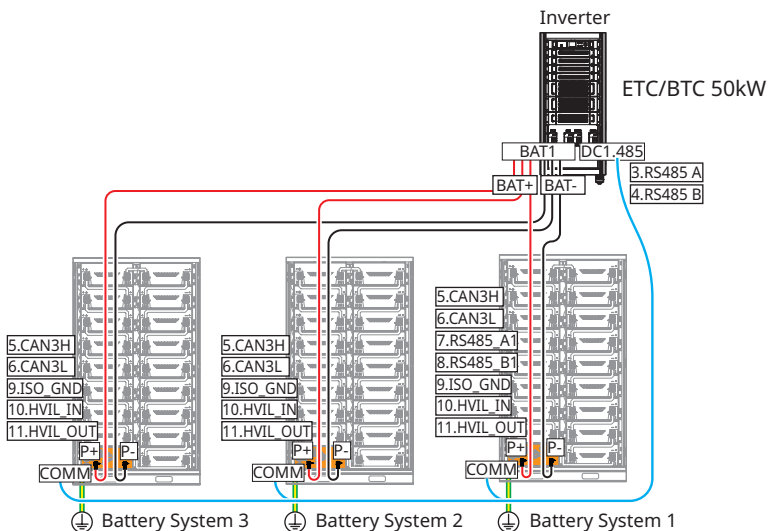 Inverter
ETC/BTC 50kW
BAT1
DC1.485
3.RS485 A
4.RS485 B
BAT+
BAT-
5.CAN3H
6.CAN3L
9.ISO_GND
10.HVIL_IN
11.HVIL_OUT
P+
P-
COMM
Battery System 3
5.CAN3H
6.CAN3L
9.ISO_GND
10.HVIL_IN
11.HVIL_OUT
P+
P-
COMM
Battery System 2
5.CAN3H
6.CAN3L
7.RS485_A1
8.RS485_B1
9.ISO_GND
10.HVIL_IN
11.HVIL_OUT
P+
P-
COMM
Battery System 1